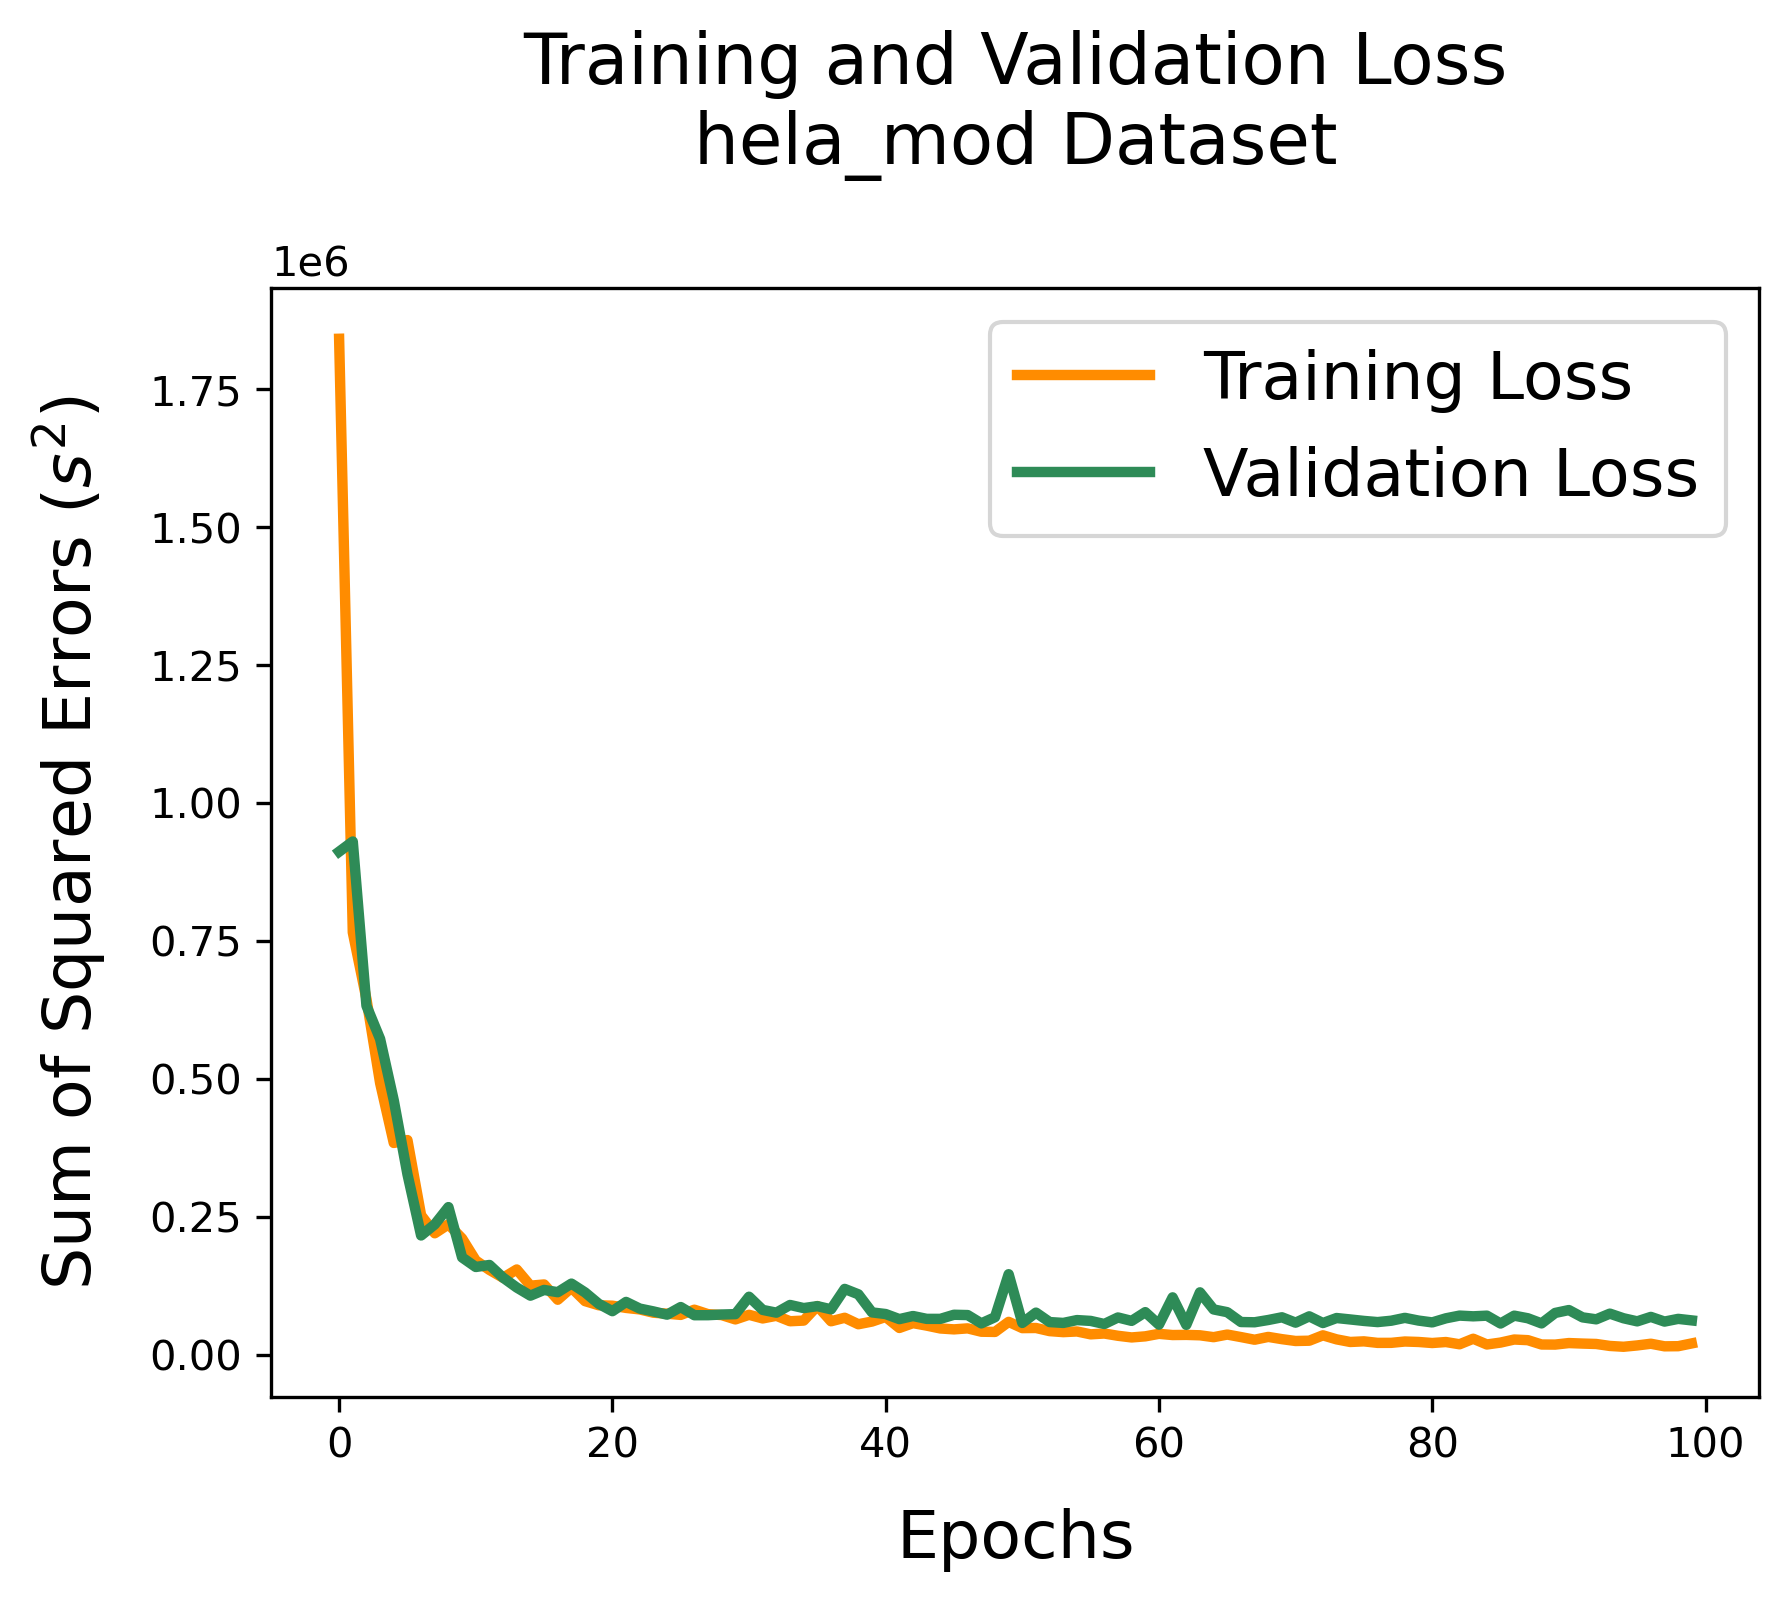 Training and Validation Loss
hela_mod Dataset
1e6
Training Loss
Validation Loss
Sum of Squared Errors (s²)
1.75
1.50
1.25
1.00
0.75
0.50
0.25
0.00
0 20 40 60 80 100
Epochs